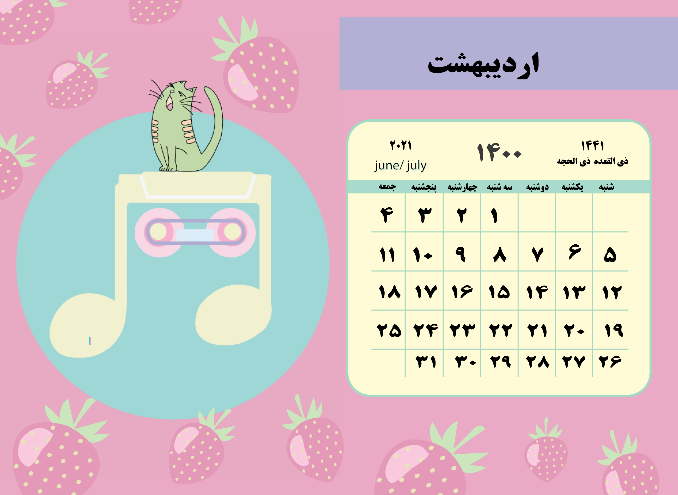 اردیبهشت
۱۴۴۱ ۱۴۰۰ ۲۰۲۱
ذی القعده ذی الحجه june/ july
شنبه یکشنبه دوشنبه سه شنبه چهارشنبه پنجشنبه جمعه
۱ ۲ ۳ ۴
۵ ۶ ۷ ۸ ۹ ۱۰ ۱۱
۱۲ ۱۳ ۱۴ ۱۵ ۱۶ ۱۷ ۱۸
۱۹ ۲۰ ۲۱ ۲۲ ۲۳ ۲۴ ۲۵
۲۶ ۲۷ ۲۸ ۲۹ ۳۰ ۳۱